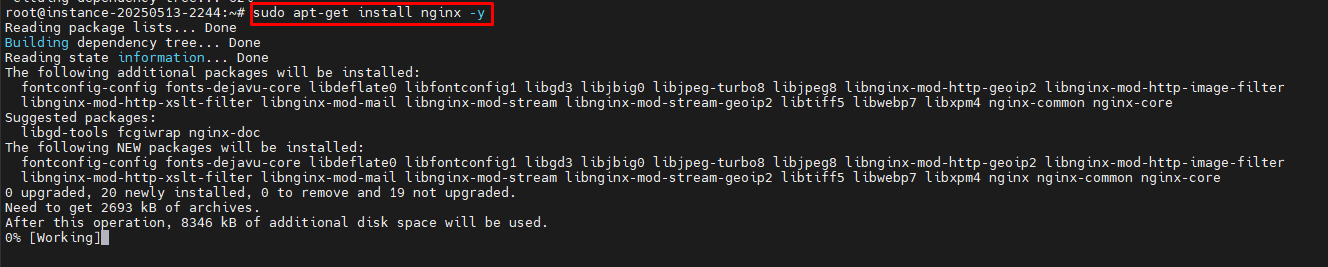 Building dependency tree... 62%
root@instance-20250513-2244:~# sudo apt-get install nginx -y
Reading package lists... Done
Building dependency tree... Done
Reading state information... Done
The following additional packages will be installed:
fontconfig-config fonts-dejavu-core libdeflate0 libfontconfig1 libgd3 libjbig0 libjpeg-turbo8 libjpeg8 libnginx-mod-http-geoip2 libnginx-mod-http-image-filter
libnginx-mod-http-xslt-filter libnginx-mod-mail libnginx-mod-stream libnginx-mod-stream-geoip2 libtiff5 libwebp7 libxpm4 nginx-common nginx-core
Suggested packages:
libgd-tools fcgiwrap nginx-doc
The following NEW packages will be installed:
fontconfig-config fonts-dejavu-core libdeflate0 libfontconfig1 libgd3 libjbig0 libjpeg-turbo8 libjpeg8 libnginx-mod-http-geoip2 libnginx-mod-http-image-filter
libnginx-mod-http-xslt-filter libnginx-mod-mail libnginx-mod-stream libnginx-mod-stream-geoip2 libtiff5 libwebp7 libxpm4 nginx nginx-common nginx-core
0 upgraded, 20 newly installed, 0 to remove and 19 not upgraded.
Need to get 2693 kB of archives.
After this operation, 8346 kB of additional disk space will be used.
0% [Working]